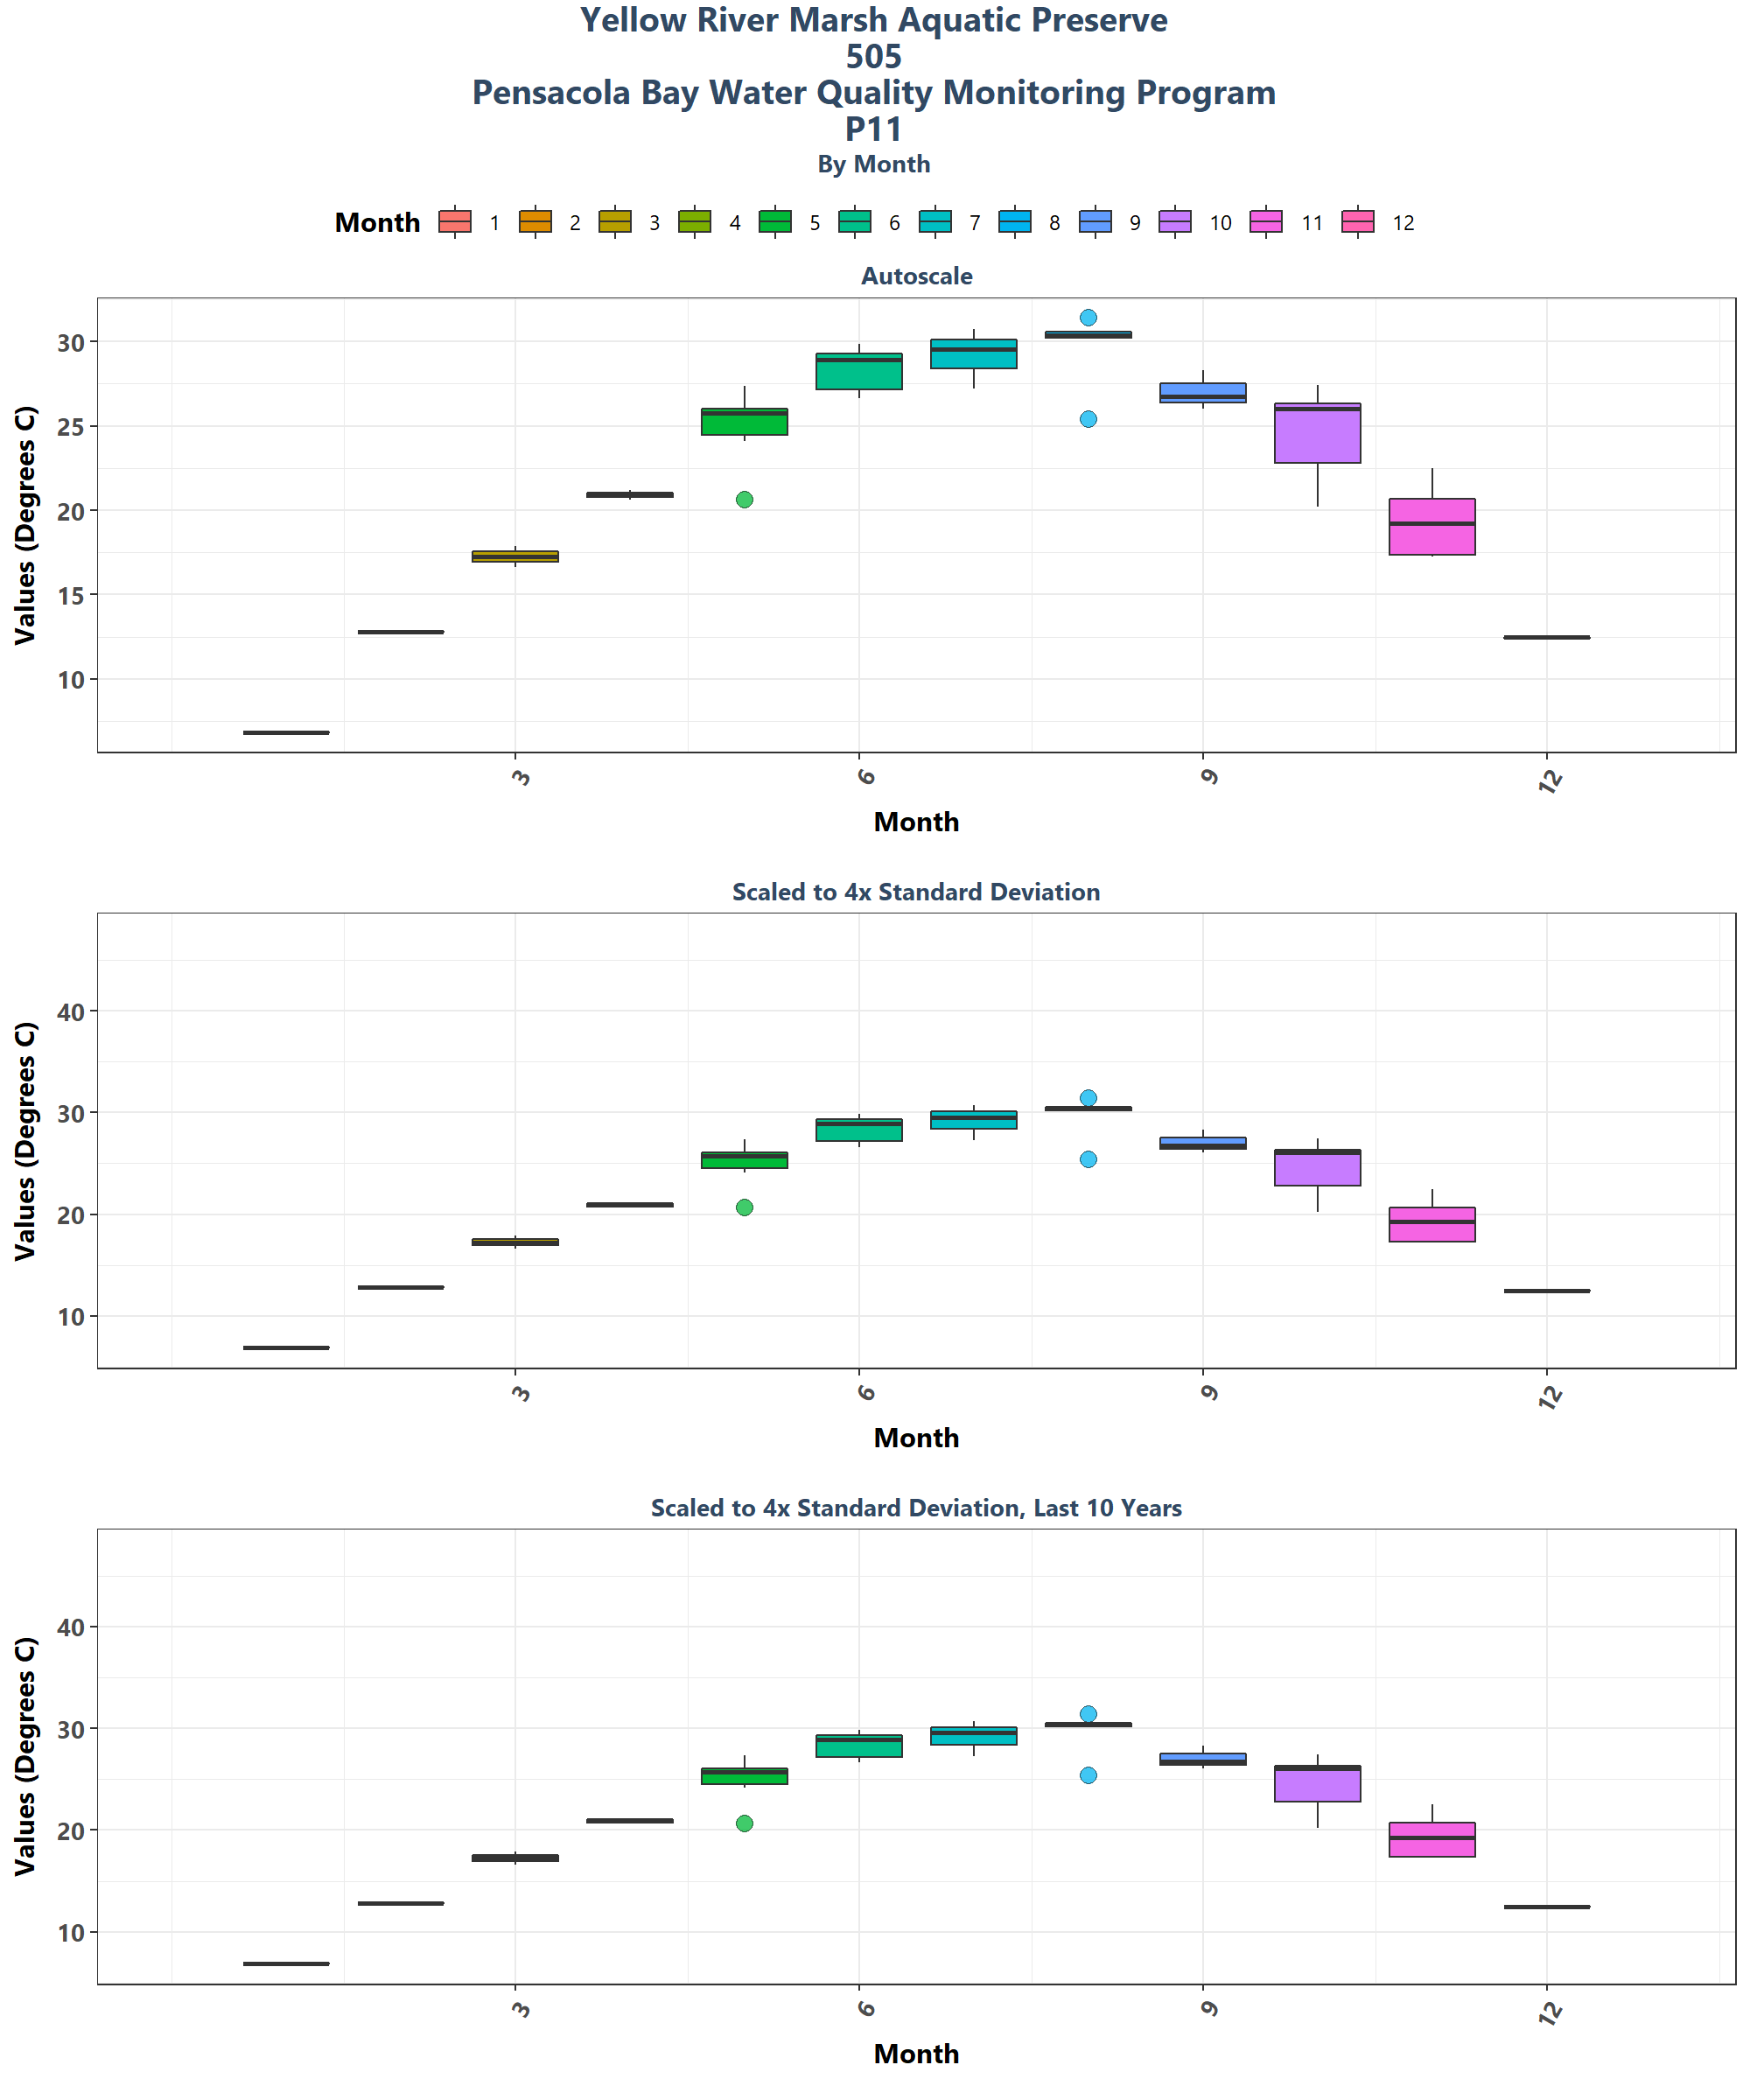 Yellow River Marsh Aquatic Preserve
505
Pensacola Bay Water Quality Monitoring Program
P11
By Month
Month 1 2 3 4 5 6 7 8 9 10 11 12
Autoscale
Values (Degrees C)
30
25
20
15
10
3 6 9 12
Month
Scaled to 4x Standard Deviation
Values (Degrees C)
40
30
20
10
3 6 9 12
Month
Scaled to 4x Standard Deviation, Last 10 Years
Values (Degrees C)
40
30
20
10
3 6 9 12
Month